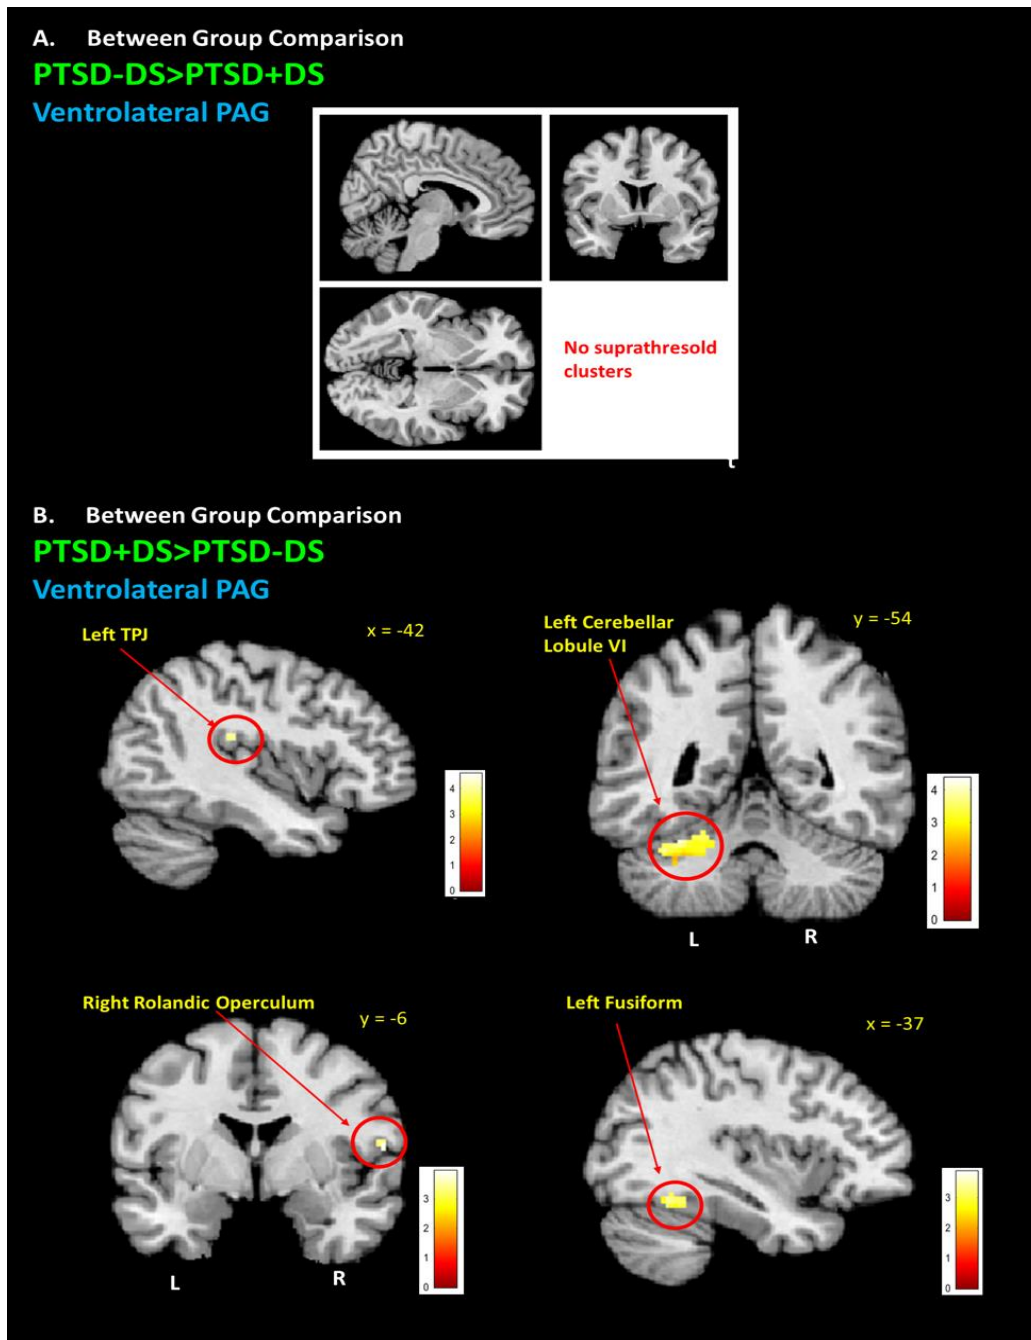 A. Between Group Comparison
PTSD-DS>PTSD+DS
Ventrolateral PAG
No suprathresold
clusters
t
B. Between Group Comparison
PTSD+DS>PTSD-DS
Ventrolateral PAG
Left TPJ
x = -42
4
3
2
1
0
Left Cerebellar
Lobule VI
y = -54
4
3
2
1
0
L R
Right Rolandic Operculum
y = -6
3
2
1
0
L R
Left Fusiform
x = -37
3
2
1
0